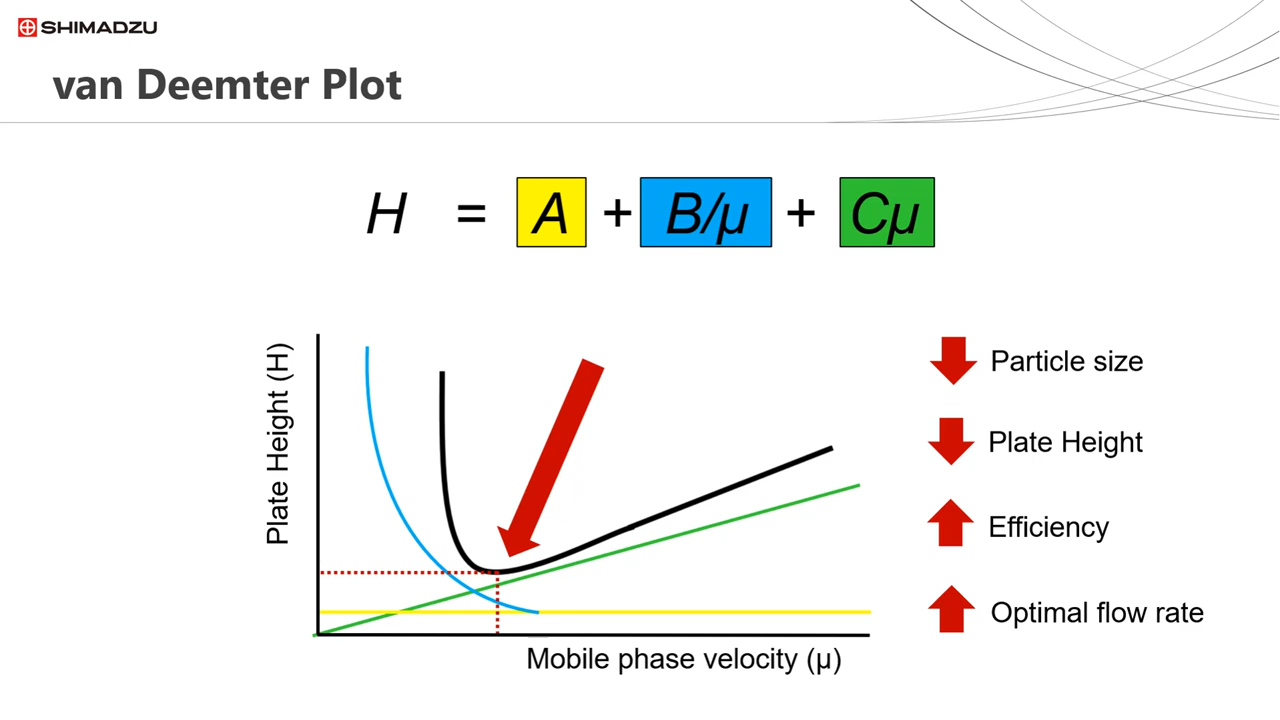 SHIMADZU
van Deemter Plot
H = A + B/μ + Cμ
Plate Height (H)
Mobile phase velocity (μ)
Particle size
Plate Height
Efficiency
Optimal flow rate